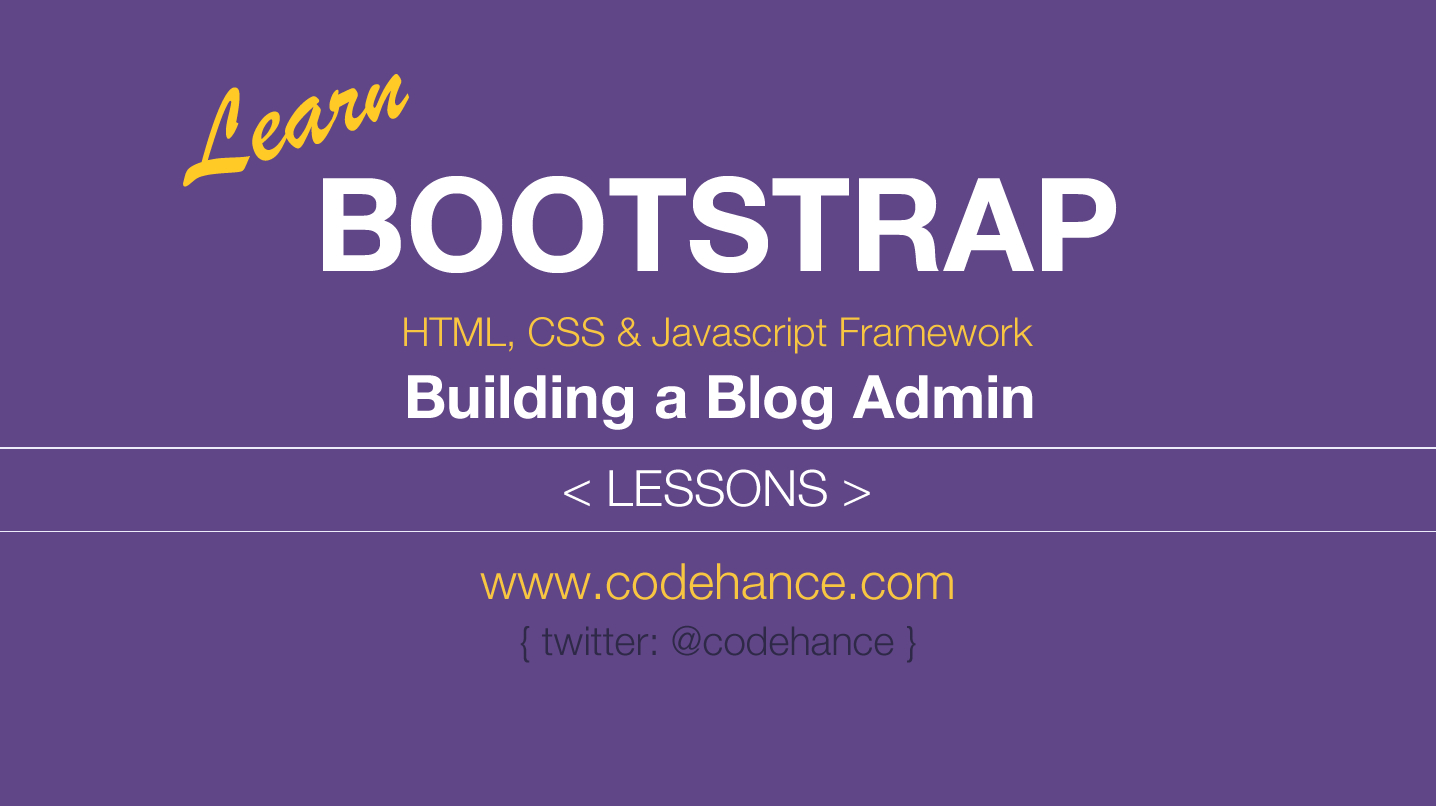 Learn
BOOTSTRAP
HTML, CSS & Javascript Framework
Building a Blog Admin
< LESSONS >
www.codehance.com
{ twitter: @codehance }